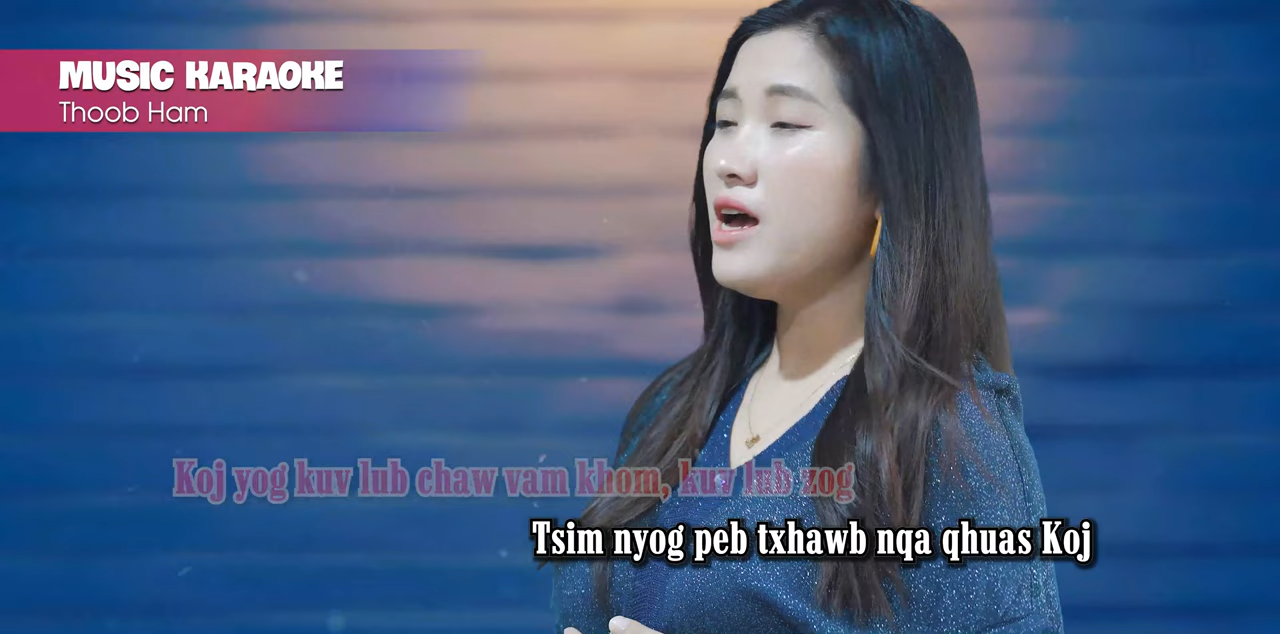 MUSIC KARAOKE
Thoob Ham
Koj yog kuv lub chaw vam khom, kuv lub zog
Tsim nyog peb txhawb nqa qhuas Koj